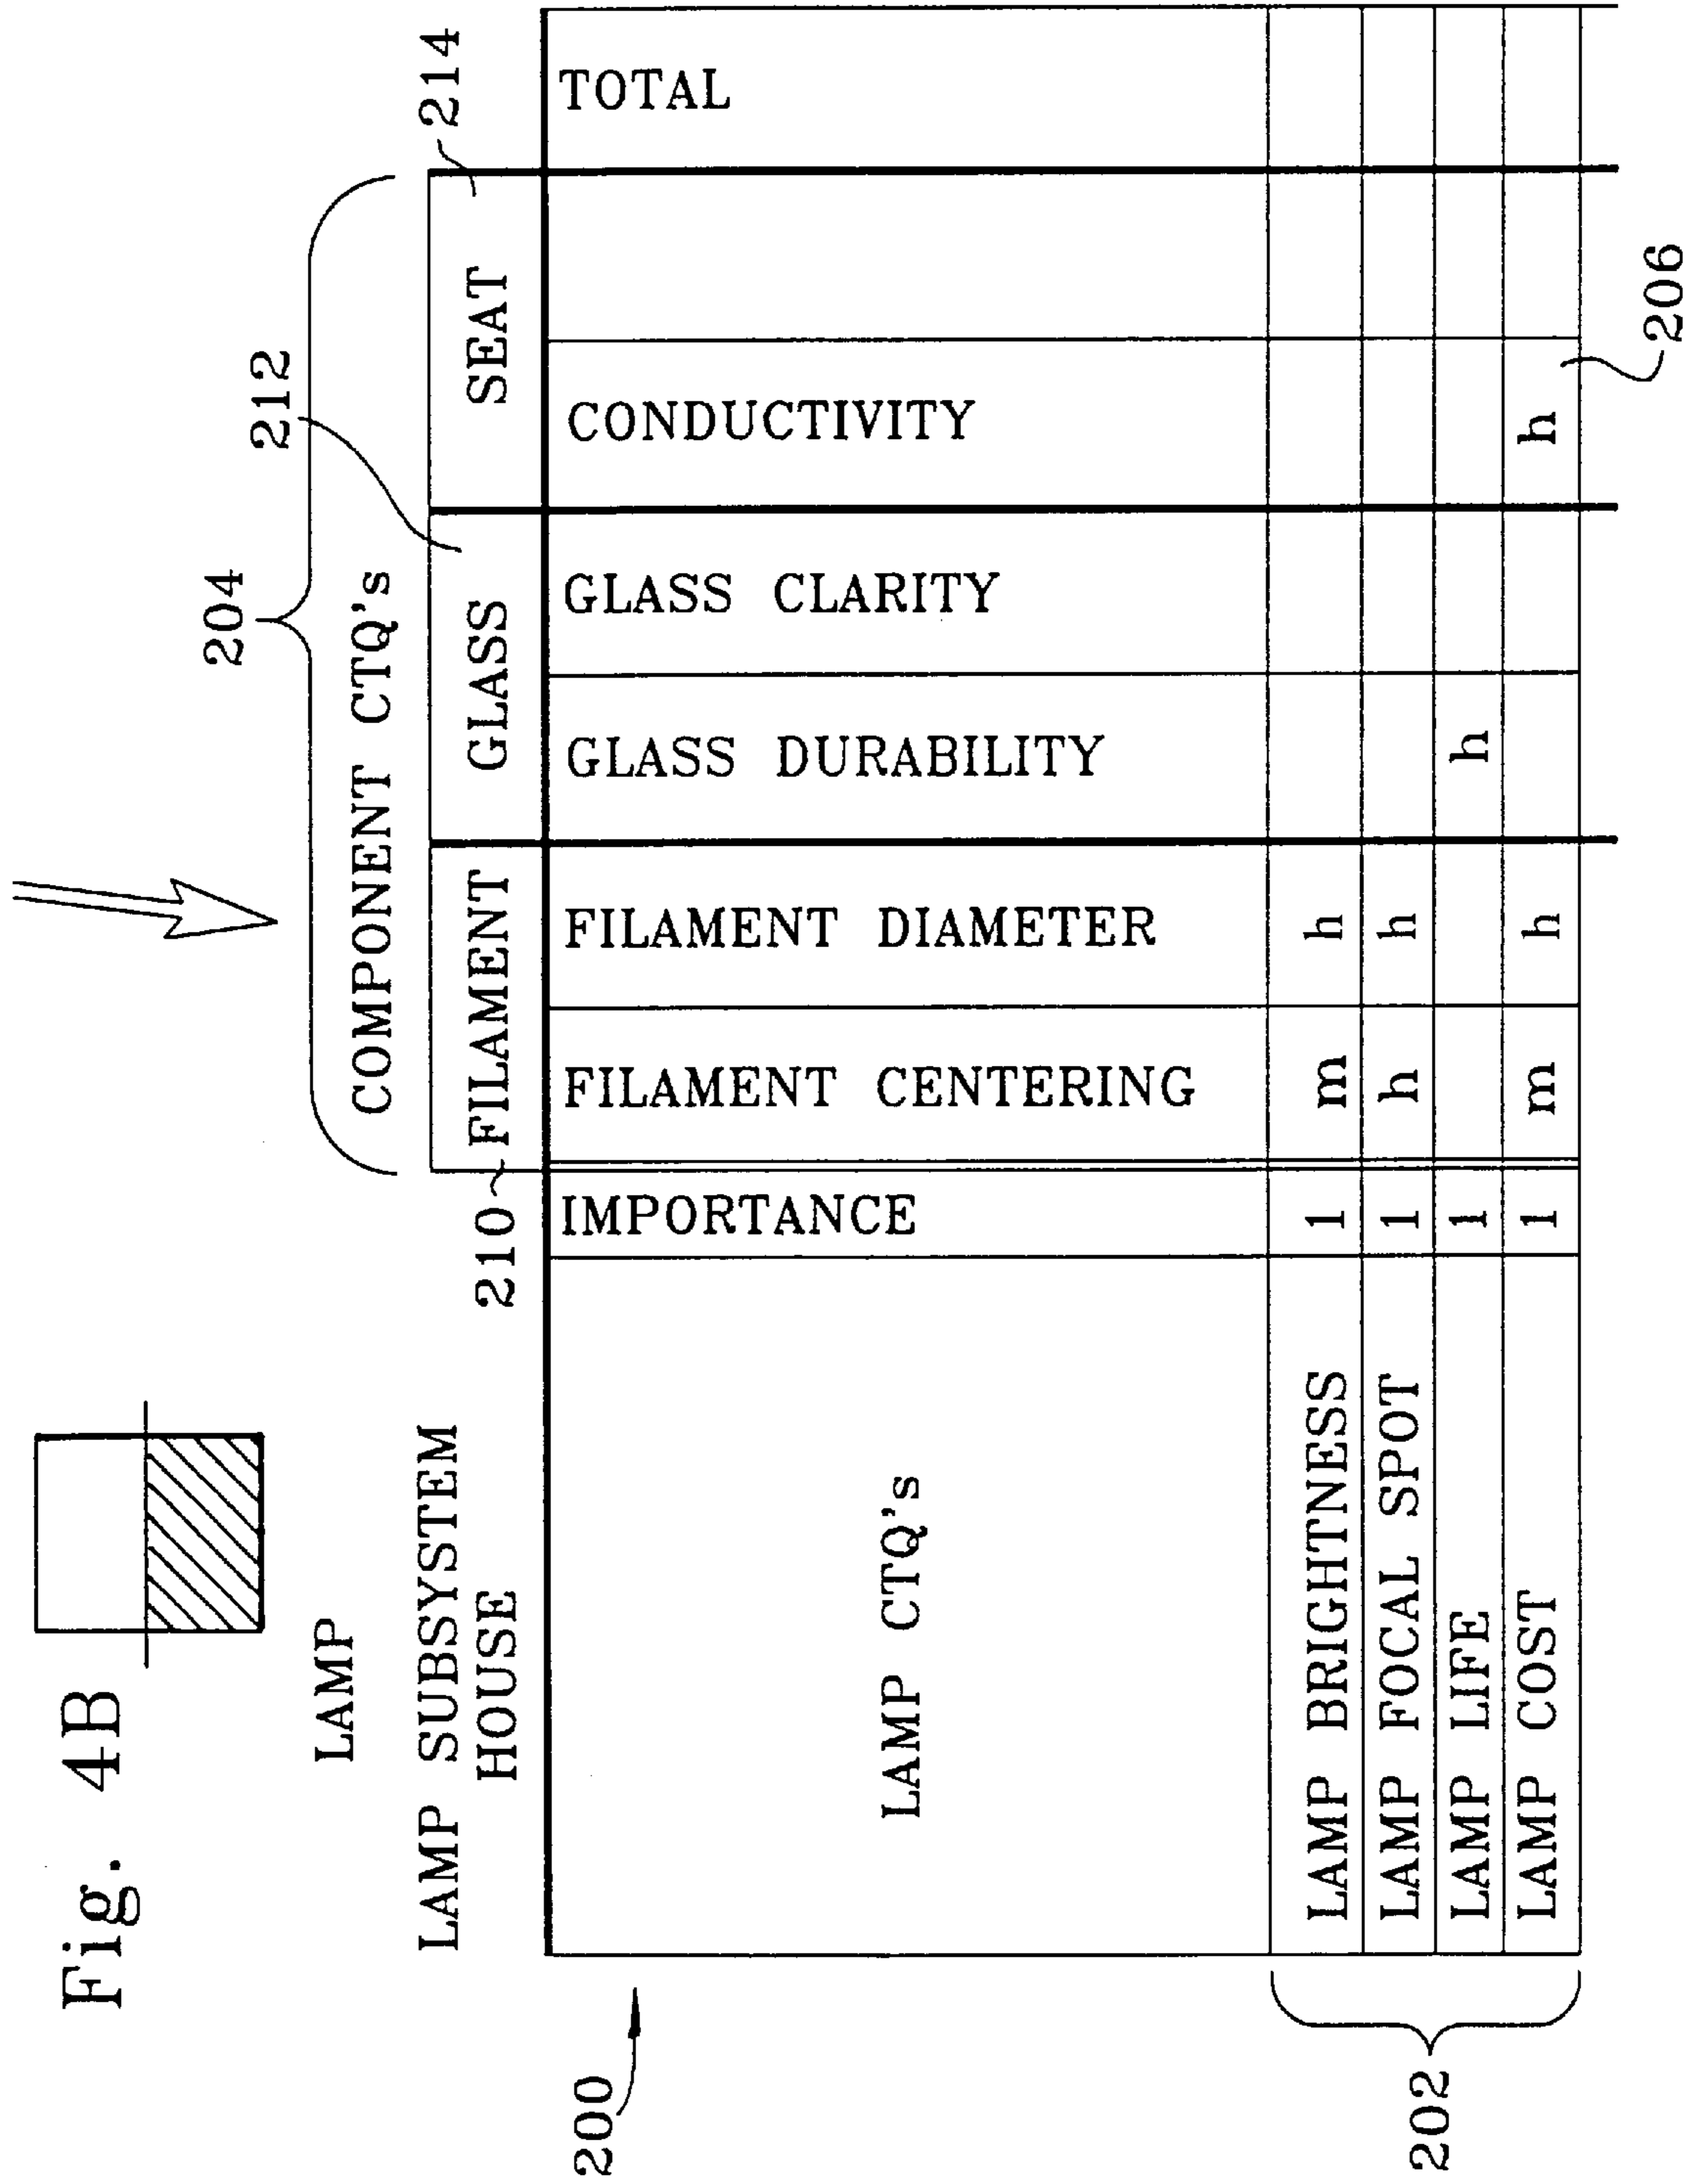 Fig. 4B
LAMP
LAMP SUBSYSTEM
HOUSE
204
COMPONENT CTQ's
212
214
210
FILAMENT
GLASS
SEAT
200
LAMP CTQ's
IMPORTANCE
FILAMENT CENTERING
FILAMENT DIAMETER
GLASS DURABILITY
GLASS CLARITY
CONDUCTIVITY
TOTAL
202
LAMP BRIGHTNESS 1 m h
LAMP FOCAL SPOT 1 h h
LAMP LIFE 1 h
LAMP COST 1 m h h
206